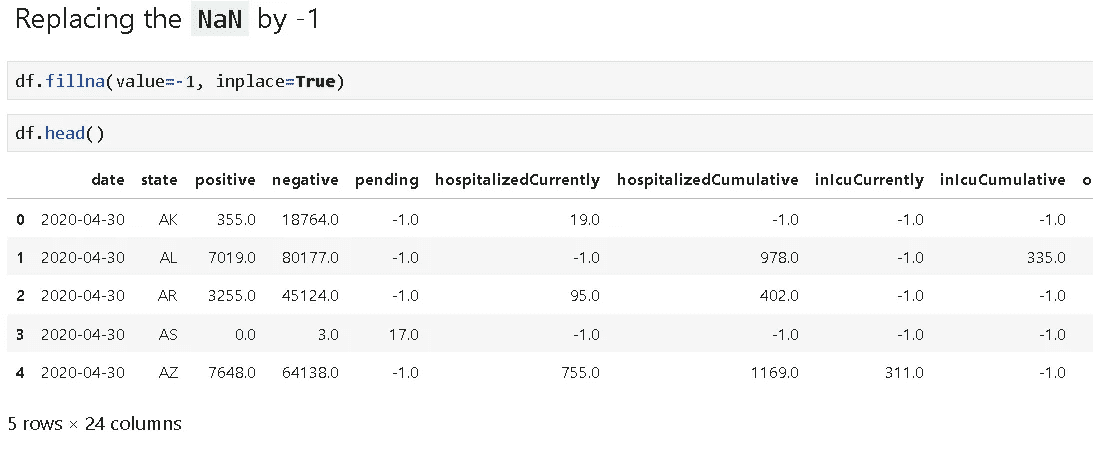 Replacing the NaN by -1
df.fillna(value=-1, inplace=True)
df.head()
date state positive negative pending hospitalizedCurrently hospitalizedCumulative inIcuCurrently inIcuCumulative o
0 2020-04-30 AK 355.0 18764.0 -1.0 19.0 -1.0 -1.0 -1.0
1 2020-04-30 AL 7019.0 80177.0 -1.0 -1.0 978.0 -1.0 335.0
2 2020-04-30 AR 3255.0 45124.0 -1.0 95.0 402.0 -1.0 -1.0
3 2020-04-30 AS 0.0 3.0 17.0 -1.0 -1.0 -1.0 -1.0
4 2020-04-30 AZ 7648.0 64138.0 -1.0 755.0 1169.0 311.0 -1.0
5 rows × 24 columns